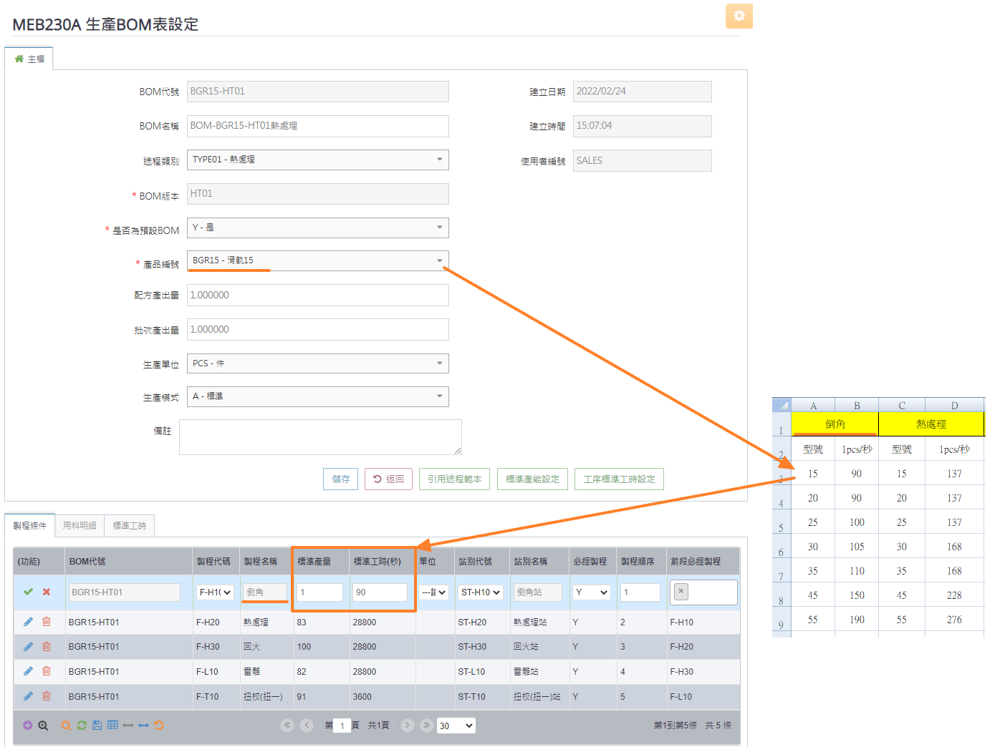 MEB230A 生產BOM表設定
主檔
BOM代號 BGR15-HT01 建立日期 2022/02/24
BOM名稱 BOM-BGR15-HT01熱處理 建立時間 15:07:04
途程類別 TYPE01 - 熱處理 使用者編號 SALES
* BOM版本 HT01
* 是否為預設BOM Y - 是
* 產品編號 BGR15 - 滑軌15
配方產出量 1.000000
批次產出量 1.000000
生產單位 PCS - 件
生產模式 A - 標準
備註
儲存 返回 引用途程範本 標準產能設定 工序標準工時設定
製程條件 用料明細 標準工時
(功能) BOM代號 製程代碼 製程名稱 標準產量 標準工時(秒) 單位 站別代號 站別名稱 必經製程 製程順序 前段必經製程
BGR15-HT01 F-H10 倒角 1 90 ST-H10 倒角站 Y 1 ×
BGR15-HT01 F-H20 熱處理 83 28800 ST-H20 熱處理站 Y 2 F-H10
BGR15-HT01 F-H30 回火 100 28800 ST-H30 回火站 Y 3 F-H20
BGR15-HT01 F-L10 雷雕 82 28800 ST-L10 雷雕站 Y 4 F-H30
BGR15-HT01 F-T10 扭校(扭一) 91 3600 ST-T10 扭校(扭一)站 Y 5 F-L10
第 1 頁 共1頁 30 第1到第5條 共 5 條
A B C D
1 倒角 熱處理
2 型號 1pcs/秒 型號 1pcs/秒
3 15 90 15 137
4 20 90 20 137
5 25 100 25 137
6 30 105 30 168
7 35 110 35 168
8 45 150 45 228
9 55 190 55 276